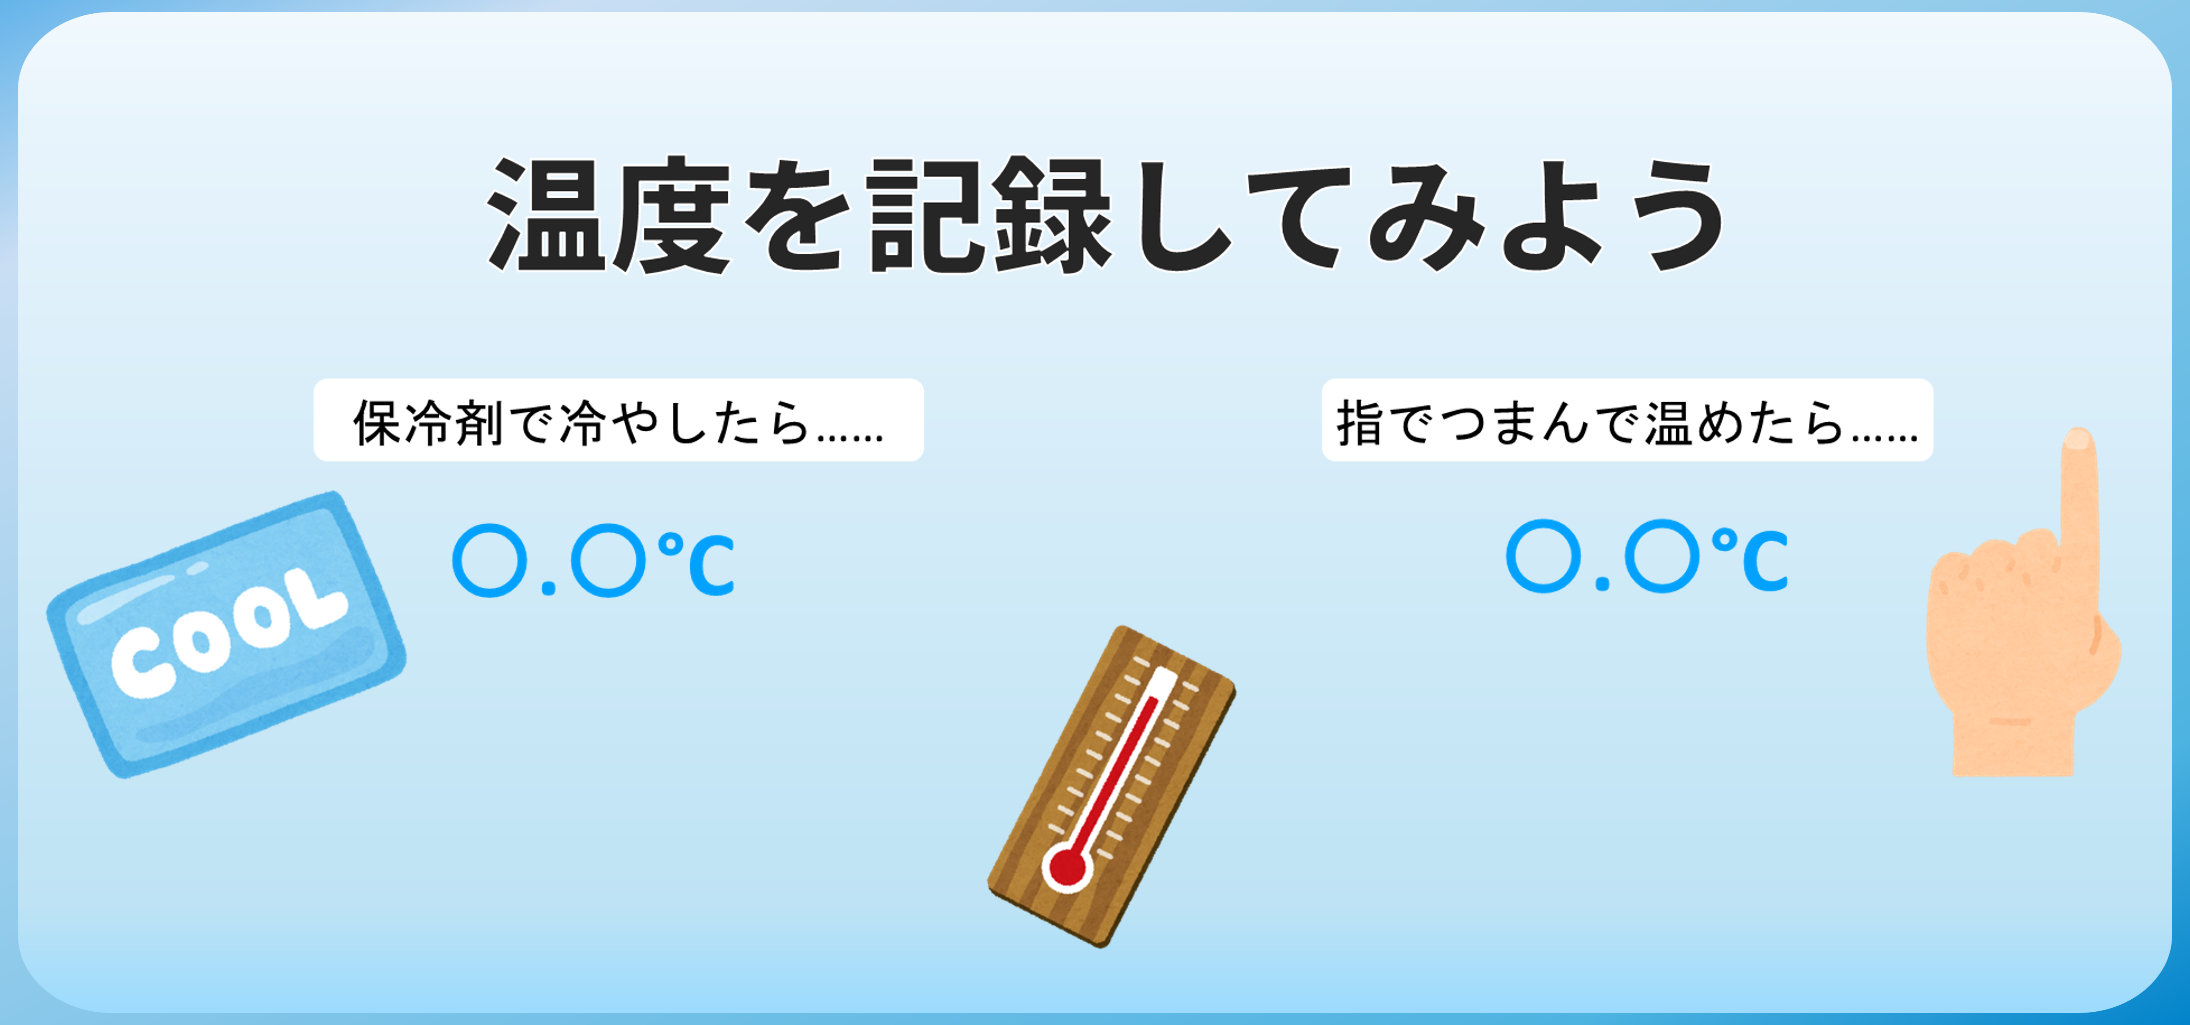 温度を記録してみよう
保冷剤で冷やしたら……
指でつまんで温めたら……
〇.〇℃
〇.〇℃
COOL